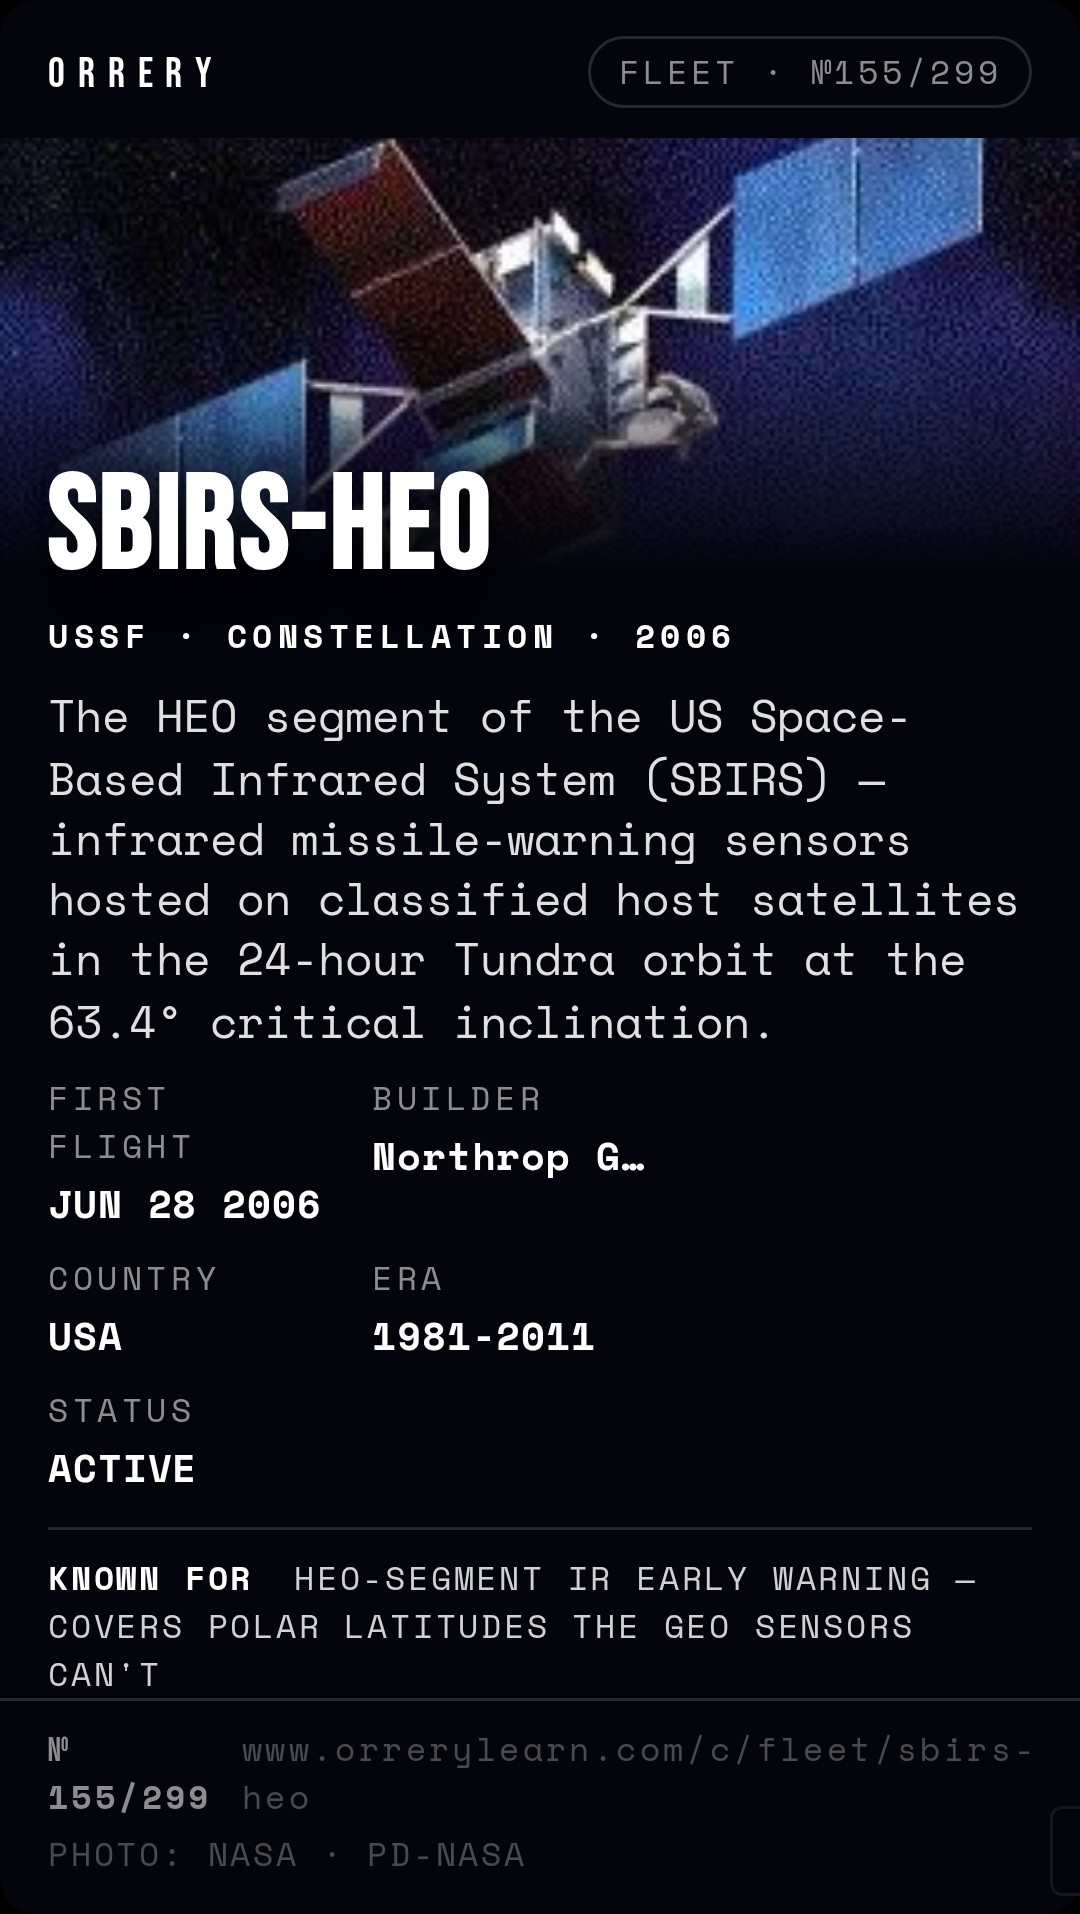 ORRERY
FLEET · №155/299
SBIRS-HEO
USSF · CONSTELLATION · 2006
The HEO segment of the US Space-
Based Infrared System (SBIRS) —
infrared missile-warning sensors
hosted on classified host satellites
in the 24-hour Tundra orbit at the
63.4° critical inclination.
FIRST
FLIGHT
JUN 28 2006
BUILDER
Northrop G…
COUNTRY
USA
ERA
1981-2011
STATUS
ACTIVE
KNOWN FOR HEO-SEGMENT IR EARLY WARNING —
COVERS POLAR LATITUDES THE GEO SENSORS
CAN'T
№
155/299
www.orrerylearn.com/c/fleet/sbirs-
heo
PHOTO: NASA · PD-NASA